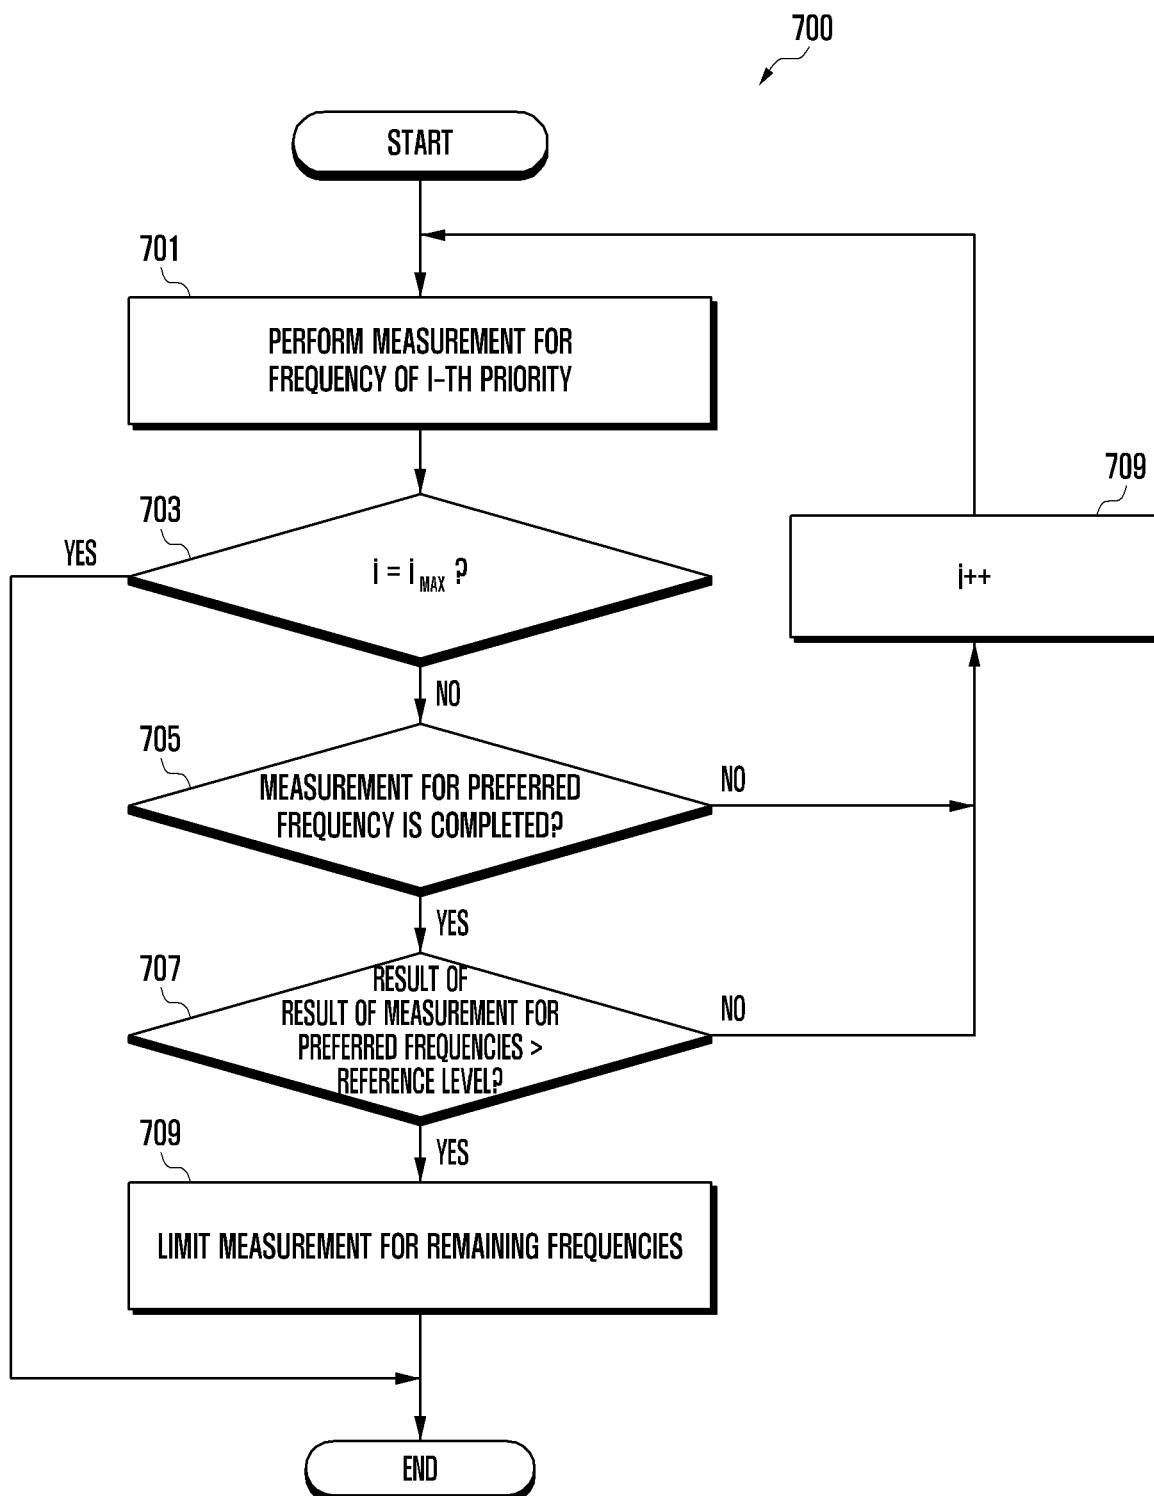 700
START
701
PERFORM MEASUREMENT FOR
FREQUENCY OF I-TH PRIORITY
703
YES
i = i MAX ?
709
i++
NO
705
MEASUREMENT FOR PREFERRED
FREQUENCY IS COMPLETED?
NO
YES
707
RESULT OF
RESULT OF MEASUREMENT FOR
PREFERRED FREQUENCIES >
REFERENCE LEVEL?
NO
YES
709
LIMIT MEASUREMENT FOR REMAINING FREQUENCIES
END